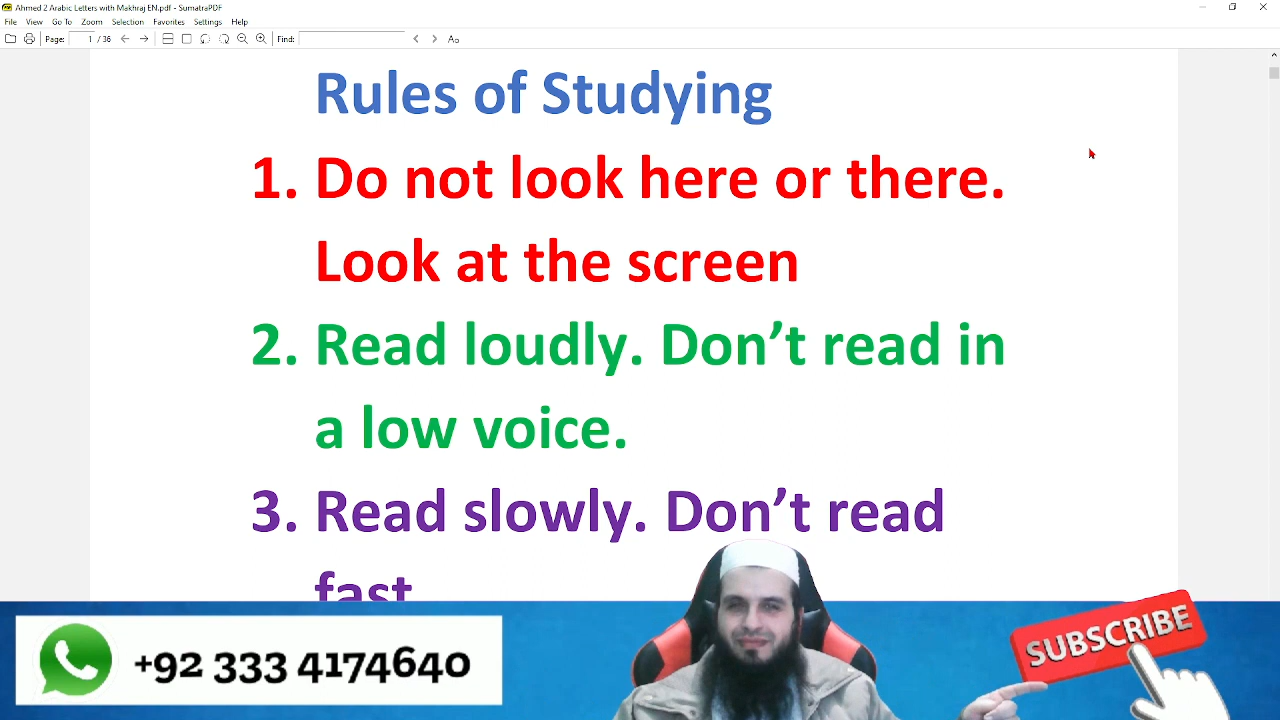 Ahmed 2 Arabic Letters with Makhraj EN.pdf - SumatraPDF
File View Go To Zoom Selection Favorites Settings Help
Page: 1 / 36 Find: Aa
Rules of Studying
1. Do not look here or there.
Look at the screen
2. Read loudly. Don’t read in
a low voice.
3. Read slowly. Don’t read
fast
+92 333 4174640
SUBSCRIBE